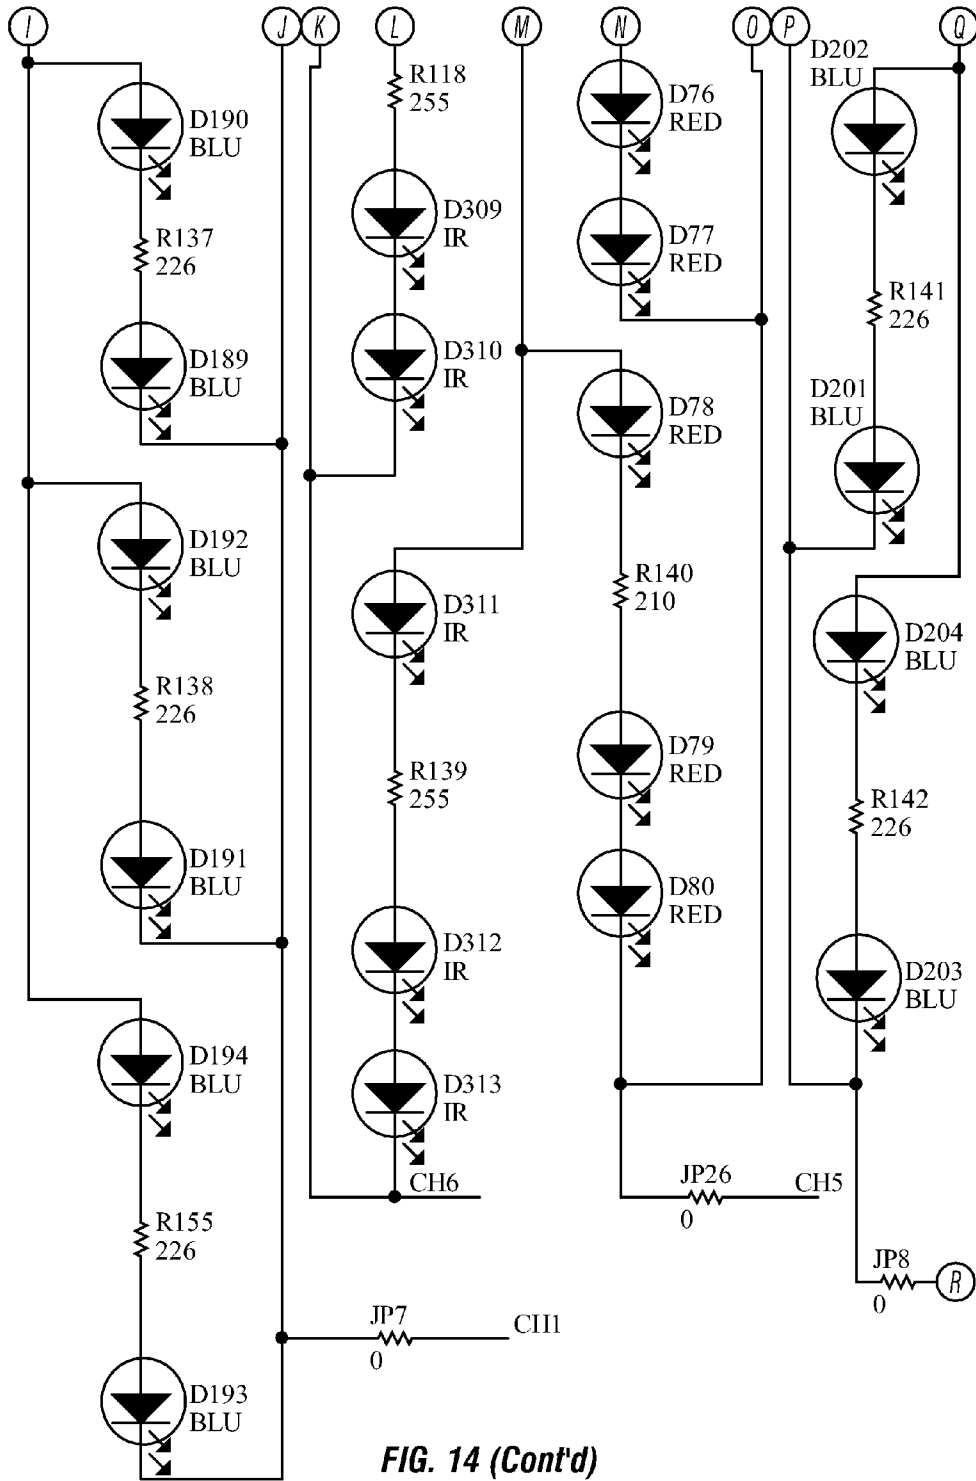 I J K L M N O P Q
D190
BLU
R137
226
D189
BLU
D192
BLU
R138
226
D191
BLU
D194
BLU
R155
226
D193
BLU
R118
255
D309
IR
D310
IR
D311
IR
R139
255
D312
IR
D313
IR
CH6
JP7
0
CH1
D76
RED
D77
RED
D78
RED
R140
210
D79
RED
D80
RED
JP26
0
CH5
D202
BLU
R141
226
D201
BLU
D204
BLU
R142
226
D203
BLU
JP8
0
R
FIG. 14 (Cont'd)